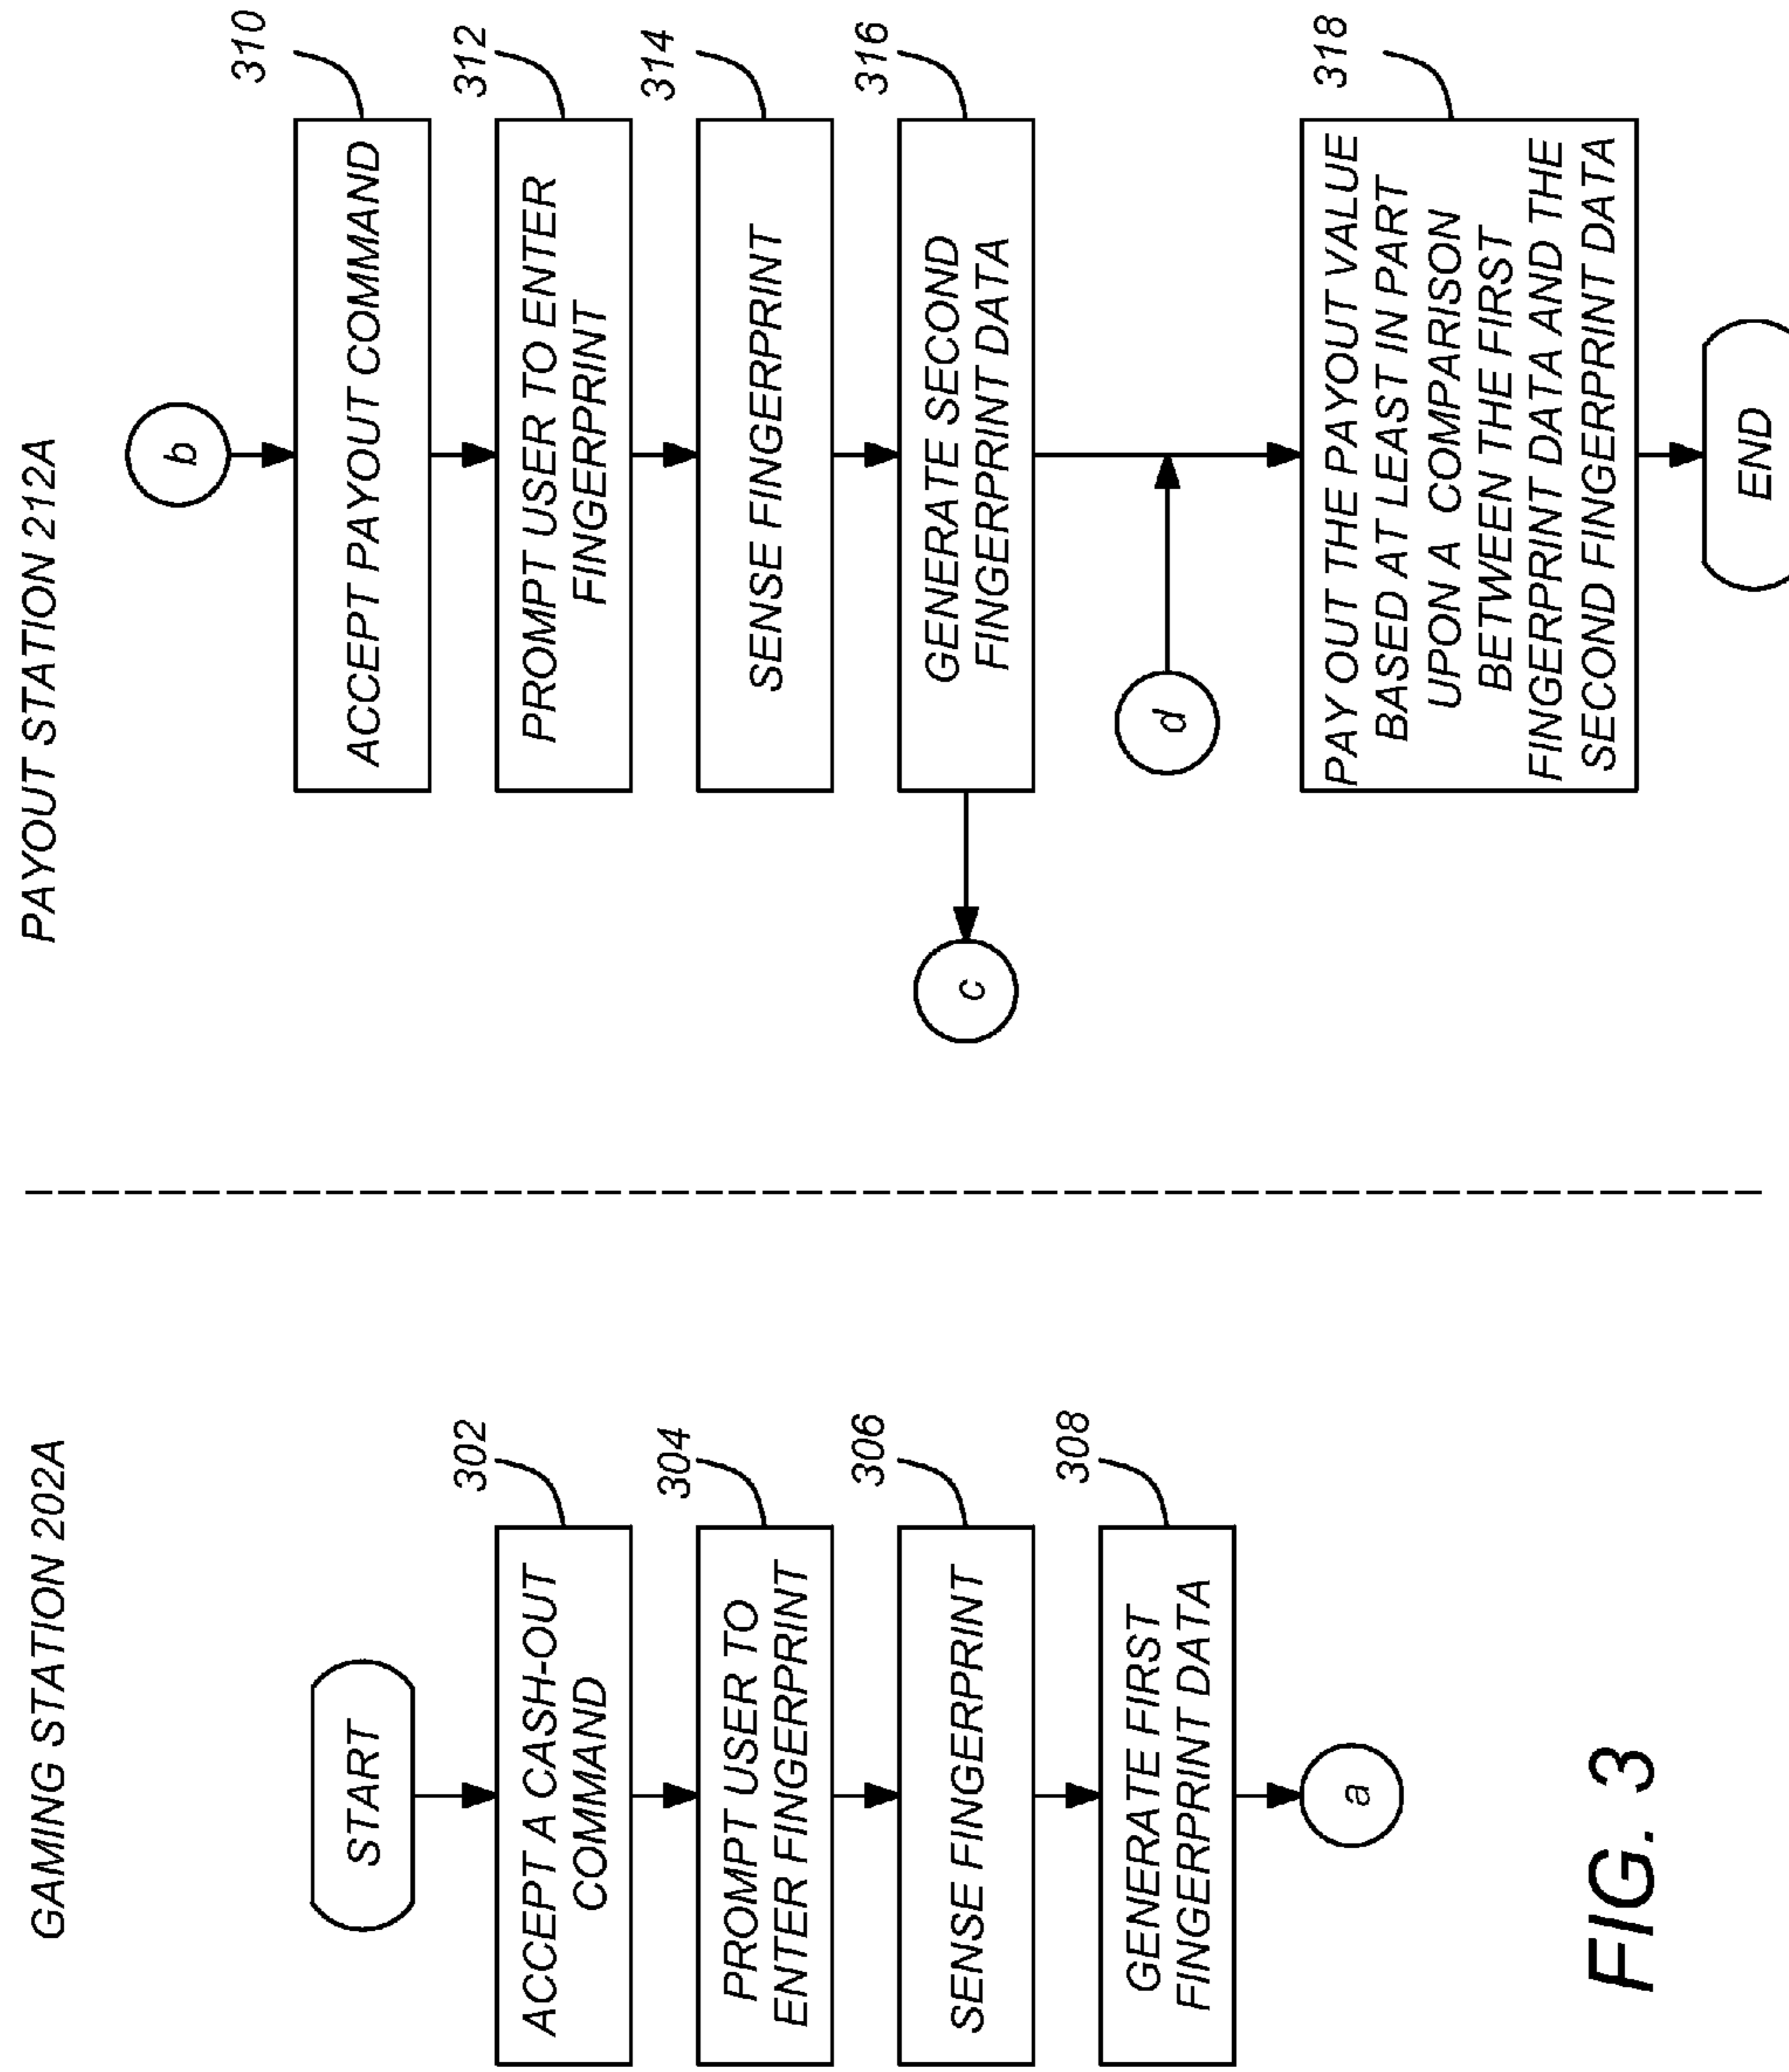 GAMING STATION 202A
START
302
ACCEPT A CASH-OUT
COMMAND
304
PROMPT USER TO
ENTER FINGERPRINT
306
SENSE FINGERPRINT
308
GENERATE FIRST
FINGERPRINT DATA
a
PAYOUT STATION 212A
b
310
ACCEPT PAYOUT COMMAND
312
PROMPT USER TO ENTER
FINGERPRINT
314
SENSE FINGERPRINT
316
GENERATE SECOND
FINGERPRINT DATA
c
d
318
PAY OUT THE PAYOUT VALUE
BASED AT LEAST IN PART
UPON A COMPARISON
BETWEEN THE FIRST
FINGERPRINT DATA AND THE
SECOND FINGERPRINT DATA
END
FIG. 3